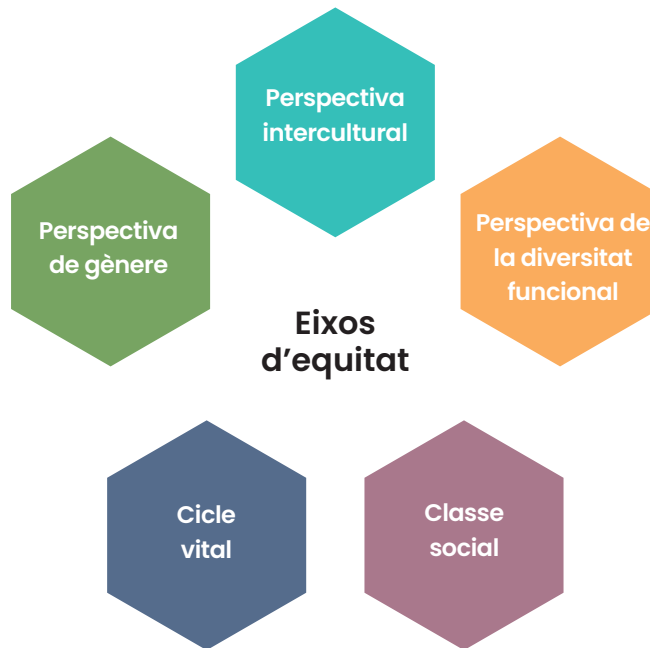 Perspectiva
intercultural
Perspectiva
de gènere
Perspectiva de
la diversitat
funcional
Eixos
d’equitat
Cicle
vital
Classe
social